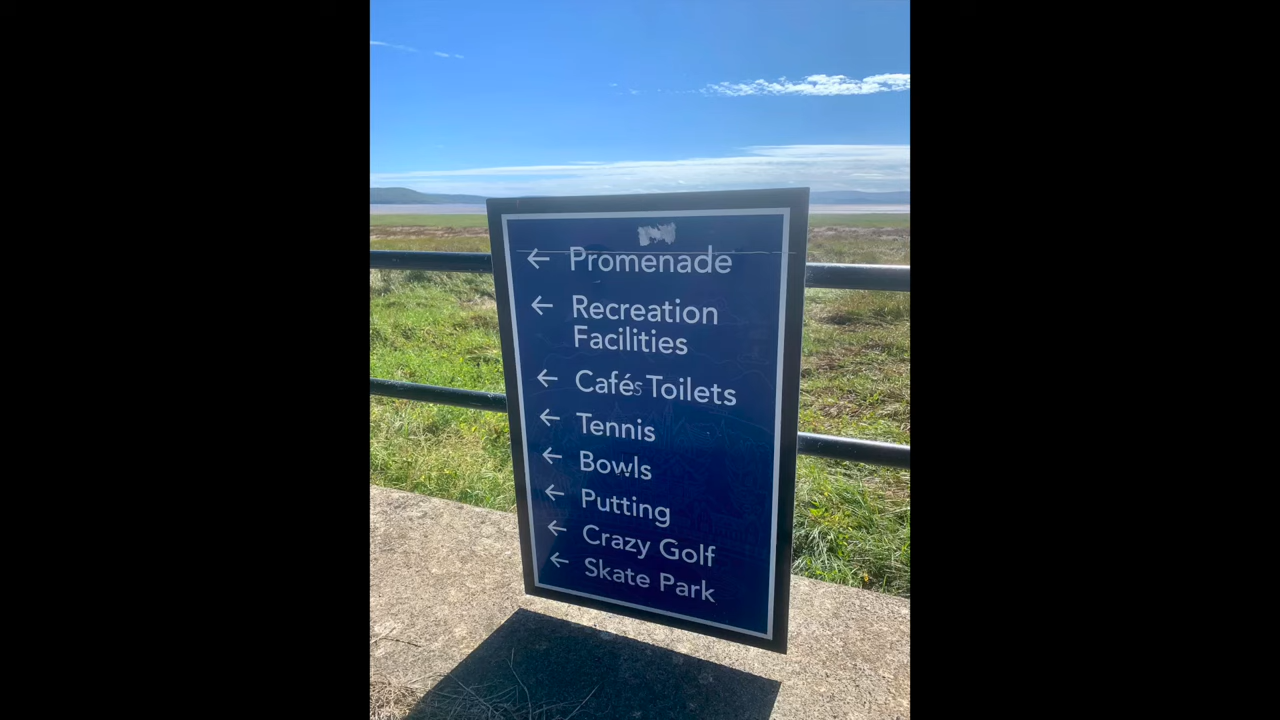 ← Promenade
← Recreation
Facilities
← Cafés Toilets
← Tennis
← Bowls
← Putting
← Crazy Golf
← Skate Park